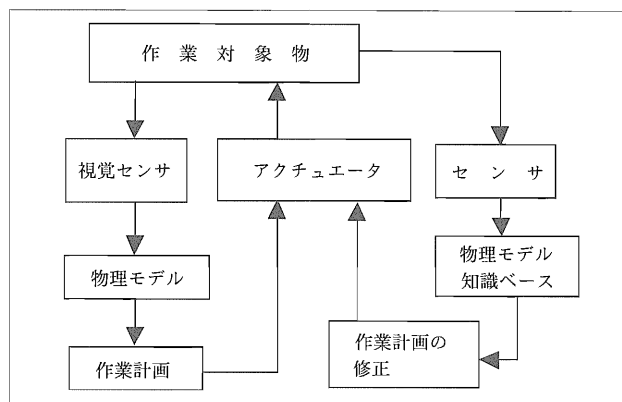 作業対象物
視覚センサ
アクチュエータ
センサ
物理モデル
物理モデル
知識ベース
作業計画
作業計画の
修正